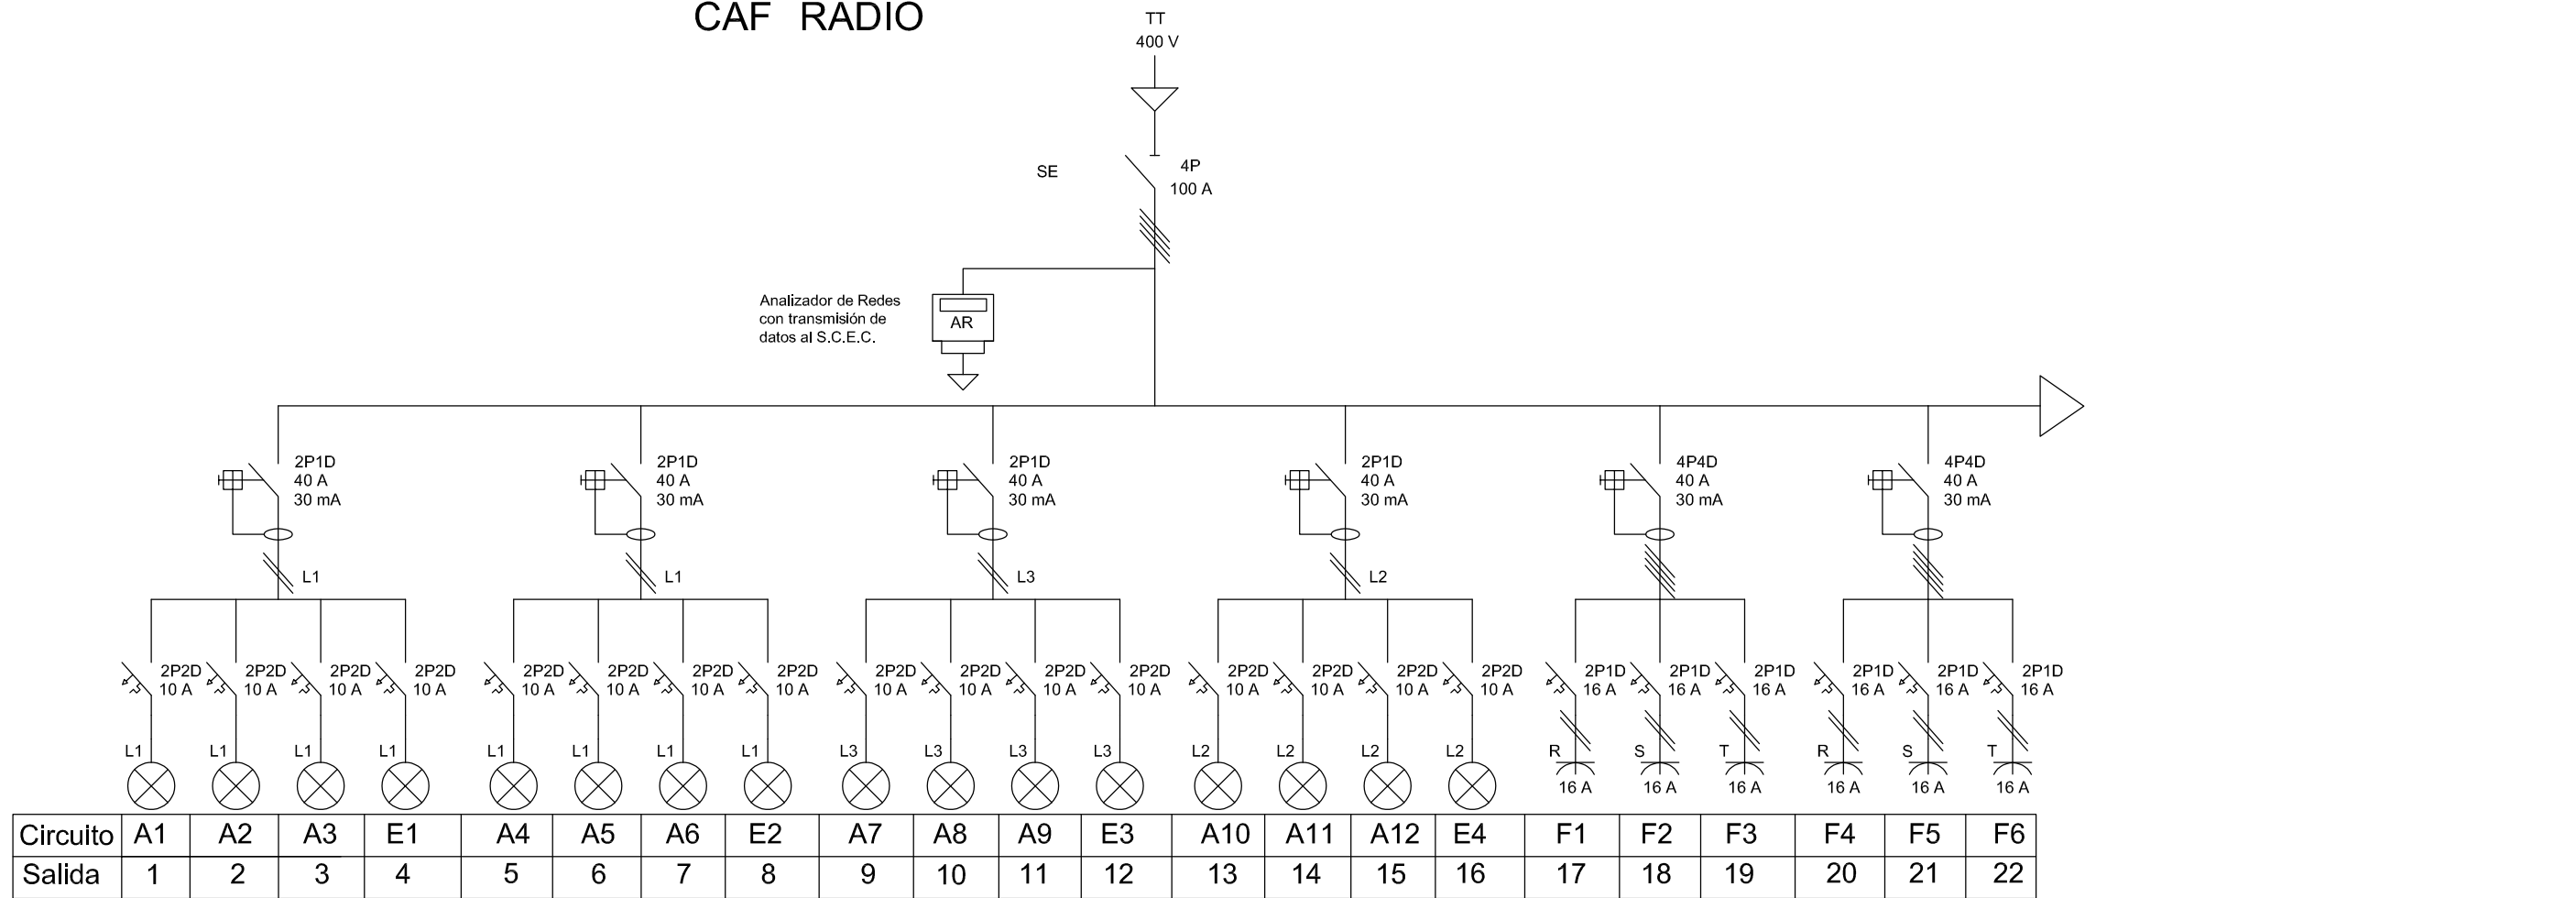 CAF RADIO
TT
400 V
SE
4P
100 A
Analizador de Redes
con transmisión de
datos al S.C.E.C.
AR
2P1D
40 A
30 mA
L1
2P1D
40 A
30 mA
L1
2P1D
40 A
30 mA
L3
2P1D
40 A
30 mA
L2
4P4D
40 A
30 mA
4P4D
40 A
30 mA
2P2D 2P2D 2P2D 2P2D 2P2D 2P2D 2P2D 2P2D 2P2D 2P2D 2P2D 2P2D 2P2D 2P2D 2P2D 2P2D 2P1D 2P1D 2P1D 2P1D 2P1D 2P1D
10 A 10 A 10 A 10 A 10 A 10 A 10 A 10 A 10 A 10 A 10 A 10 A 10 A 10 A 10 A 10 A 16 A 16 A 16 A 16 A 16 A 16 A
L1 L1 L1 L1 L1 L1 L1 L1 L3 L3 L3 L3 L2 L2 L2 L2 R S T R S T
16 A 16 A 16 A 16 A 16 A 16 A
Circuito A1 A2 A3 E1 A4 A5 A6 E2 A7 A8 A9 E3 A10 A11 A12 E4 F1 F2 F3 F4 F5 F6
Salida 1 2 3 4 5 6 7 8 9 10 11 12 13 14 15 16 17 18 19 20 21 22